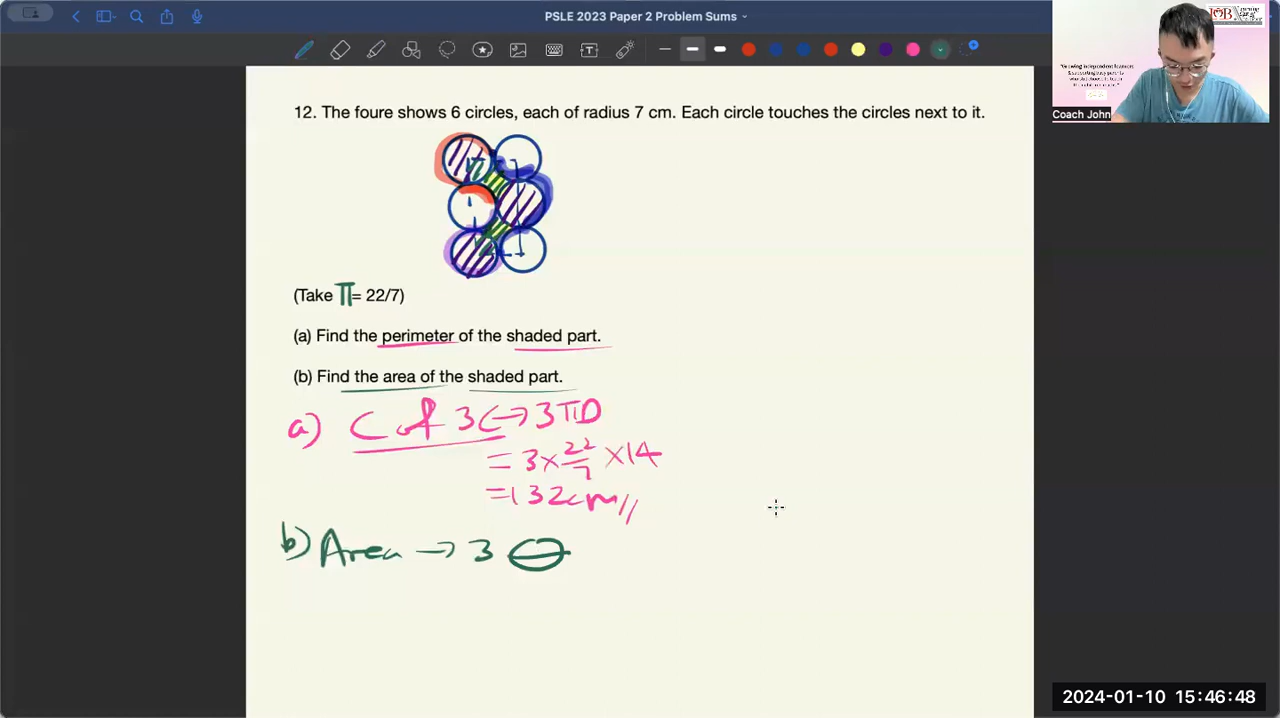 PSLE 2023 Paper 2 Problem Sums
12. The foure shows 6 circles, each of radius 7 cm. Each circle touches the circles next to it.
(Take π= 22/7)
(a) Find the perimeter of the shaded part.
(b) Find the area of the shaded part.
a) C of 3C → 3πD
= 3 × 22/7 × 14
= 132cm//
b) Area → 3
Coach John
2024-01-10 15:46:48